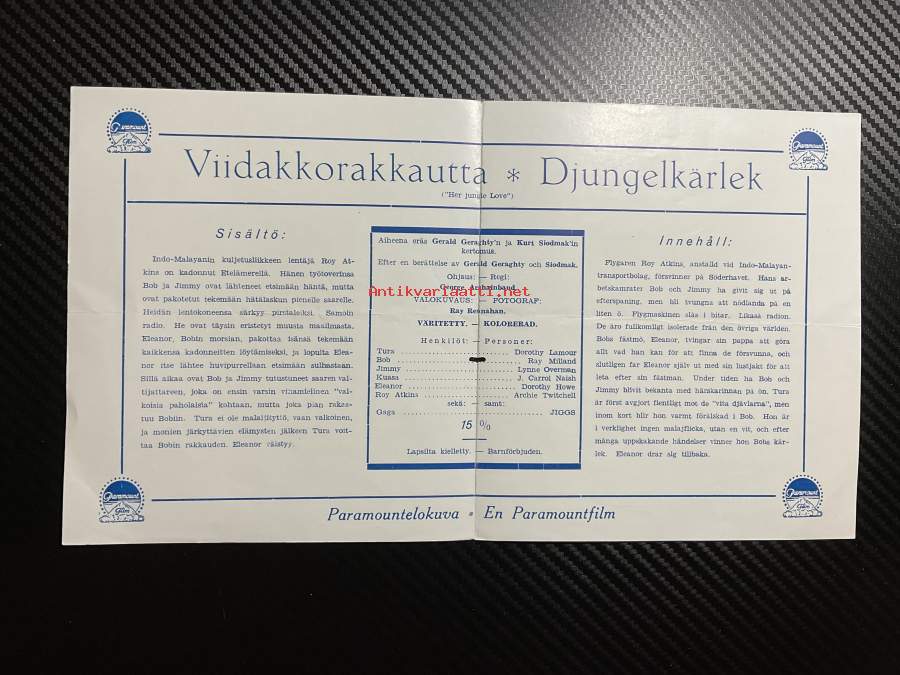 Paramount
Film
Paramount
Film
Viidakkorakkautta * Djungelkärlek
("Her jungle Love")
Sisältö:
Indo-Malayanin kuljetusliikkeen lentäjä Roy At-
kins on kadonnut Etelämerellä. Hänen työtoverinsa
Bob ja Jimmy ovat lähteneet etsimään häntä, mutta
ovat pakotetut tekemään hätälaskun pienelle saarelle.
Heidän lentokoneensa särkyy pirstaleiksi. Samoin
radio. He ovat täysin eristetyt muusta maailmasta.
Eleanor, Bobin morsian, pakottaa isänsä tekemään
kaikkensa kadonneitten löytämiseksi, ja lopulta Elea-
nor itse lähtee huvipurrellaan etsimään sulhastaan.
Sillä aikaa ovat Bob ja Jimmy tutustuneet saaren val-
tijattareen, joka on ensin varsin vihamielinen "val-
koisia paholaisia" kohtaan, mutta joka pian rakas-
tuu Bobiin. Tura ei ole malaijityttö, vaan valkoinen,
ja monien järkyttävien elämysten jälkeen Tura voit-
taa Bobin rakkauden. Eleanor väistyy.
Aiheena eräs Gerald Geraghty'n ja Kurt Siodmak'in
kertomus.
Efter en berättelse av Gerald Geraghty och Siodmak.
Ohjaus: — Regi:
George
Antikvariaatti.net
VALOKUVAUS: — FOTOGRAF:
Ray Rennahan.
VÄRITETTY. — KOLORERAD.
Henkilöt: — Personer:
Tura Dorothy Lamour
Bob Ray Milland
Jimmy Lynne Overman
Kuasa J. Carrol Naish
Eleanor Dorothy Howe
Roy Atkins Archie Twitchell
sekä: — samt:
Gaga JIGGS
15 %
Lapsilta kielletty. — Barnförbjuden.
Innehåll:
Flygaren Roy Atkins, anställd vid Indo-Malayan-
transportbolag, försvinner på Söderhavet. Hans ar-
betskamrater Bob och Jimmy ha givit sig ut på
efterspaning, men bli tvungna att nödlanda på en
liten ö. Flygmaskinen slås i bitar. Likaså radion.
De äro fullkomligt isolerade från den övriga världen.
Bobs fästmö, Eleanor, tvingar sin pappa att göra
allt vad han kan för att finna de försvunna, och
slutligen far Eleanor själv ut med sin lustjakt för att
leta efter sin fästman. Under tiden ha Bob och
Jimmy blivit bekanta med härskarinnan på ön. Tura
är först avgjort fientligt mot de "vita djävlarna", men
inom kort blir hon varmt förälskad i Bob. Hon är
i verklighet ingen malajflicka, utan en vit, och efter
många uppskakande händelser vinner hon Bobs kär-
lek. Eleanor drar sig tillbaka.
Paramount
Film
Paramount
Film
Paramountelokuva * En Paramountfilm